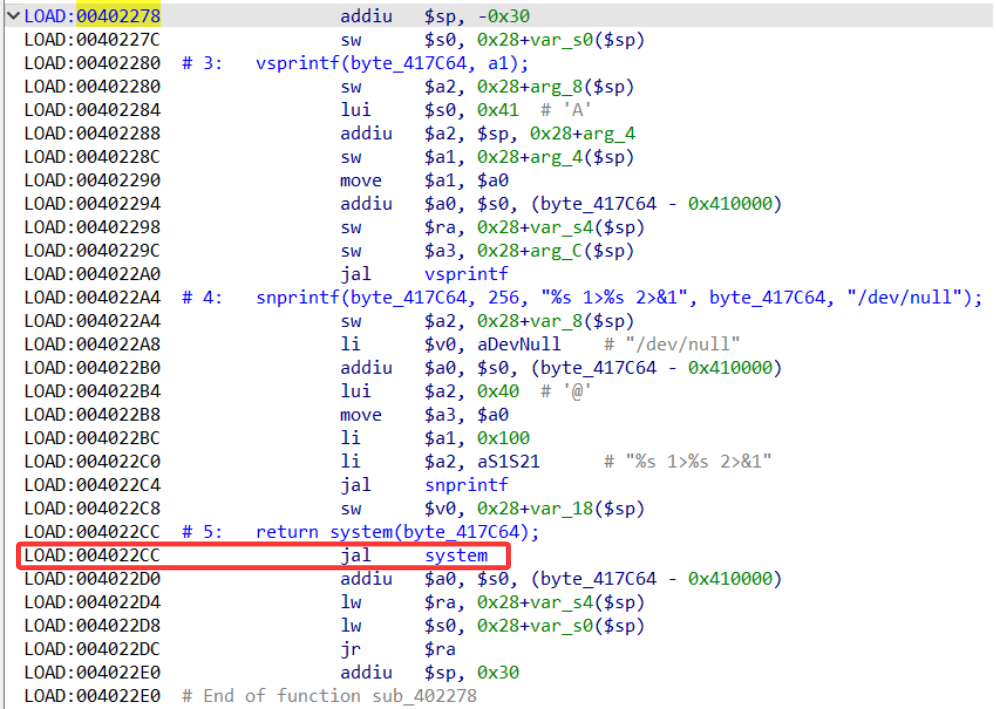 LOAD:00402278 addiu $sp, -0x30
LOAD:0040227C sw $s0, 0x28+var_s0($sp)
LOAD:00402280 # 3: vsprintf(byte_417C64, a1);
LOAD:00402280 sw $a2, 0x28+arg_8($sp)
LOAD:00402284 lui $s0, 0x41 # 'A'
LOAD:00402288 addiu $a2, $sp, 0x28+arg_4
LOAD:0040228C sw $a1, 0x28+arg_4($sp)
LOAD:00402290 move $a1, $a0
LOAD:00402294 addiu $a0, $s0, (byte_417C64 - 0x410000)
LOAD:00402298 sw $ra, 0x28+var_s4($sp)
LOAD:0040229C sw $a3, 0x28+arg_C($sp)
LOAD:004022A0 jal vsprintf
LOAD:004022A4 # 4: snprintf(byte_417C64, 256, "%s 1>%s 2>&1", byte_417C64, "/dev/null");
LOAD:004022A4 sw $a2, 0x28+var_8($sp)
LOAD:004022A8 li $v0, aDevNull # "/dev/null"
LOAD:004022B0 addiu $a0, $s0, (byte_417C64 - 0x410000)
LOAD:004022B4 lui $a2, 0x40 # '@'
LOAD:004022B8 move $a3, $a0
LOAD:004022BC li $a1, 0x100
LOAD:004022C0 li $a2, aS1S21 # "%s 1>%s 2>&1"
LOAD:004022C4 jal snprintf
LOAD:004022C8 sw $v0, 0x28+var_18($sp)
LOAD:004022CC # 5: return system(byte_417C64);
LOAD:004022CC jal system
LOAD:004022D0 addiu $a0, $s0, (byte_417C64 - 0x410000)
LOAD:004022D4 lw $ra, 0x28+var_s4($sp)
LOAD:004022D8 lw $s0, 0x28+var_s0($sp)
LOAD:004022DC jr $ra
LOAD:004022E0 addiu $sp, 0x30
LOAD:004022E0 # End of function sub_402278